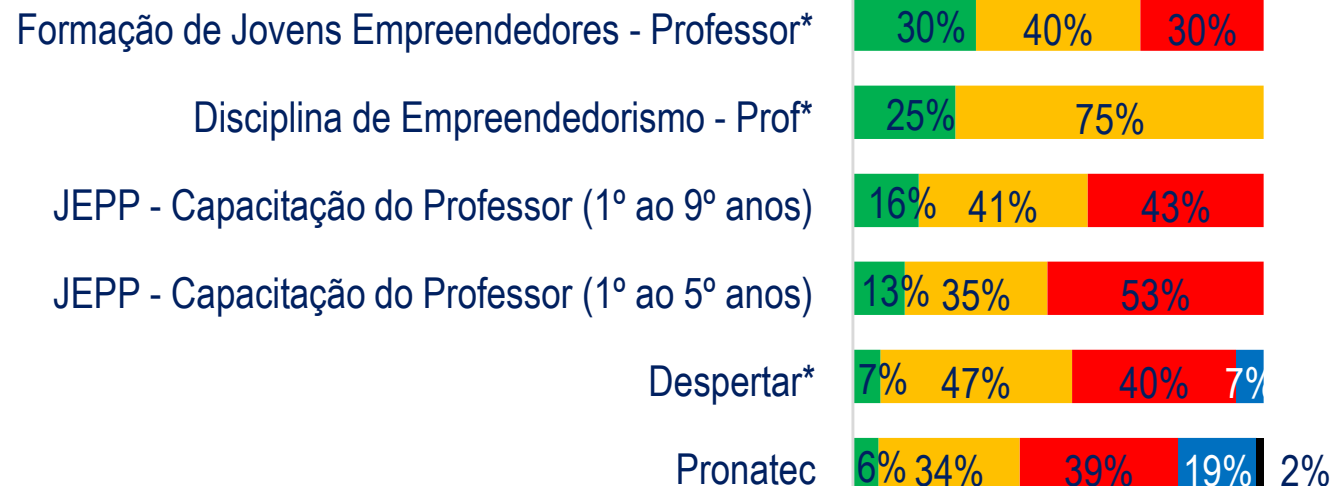 Formação de Jovens Empreendedores - Professor* 30% 40% 30%
Disciplina de Empreendedorismo - Prof* 25% 75%
JEPP - Capacitação do Professor (1º ao 9º anos) 16% 41% 43%
JEPP - Capacitação do Professor (1º ao 5º anos) 13% 35% 53%
Despertar* 7% 47% 40% 7%
Pronatec 6% 34% 39% 19% 2%